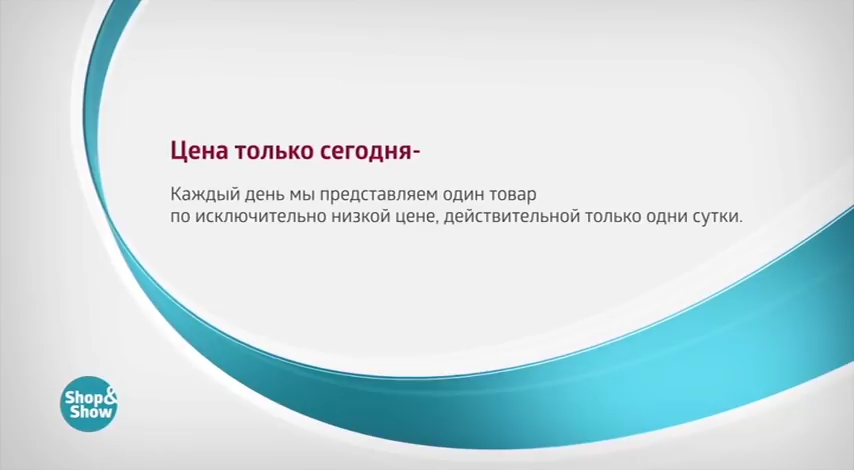 Цена только сегодня-
Каждый день мы представляем один товар
по исключительно низкой цене, действительной только одни сутки.
Shop&
Show